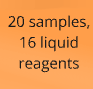 20 samples,
16 liquid
reagents